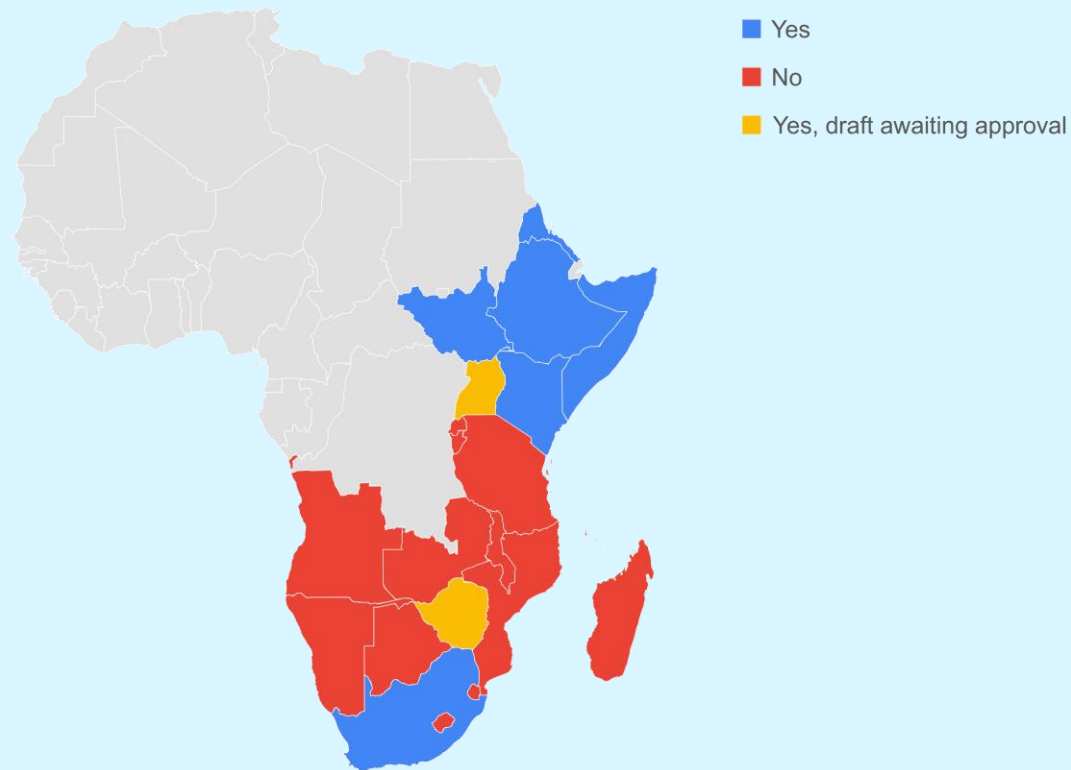 Yes
No
Yes, draft awaiting approval